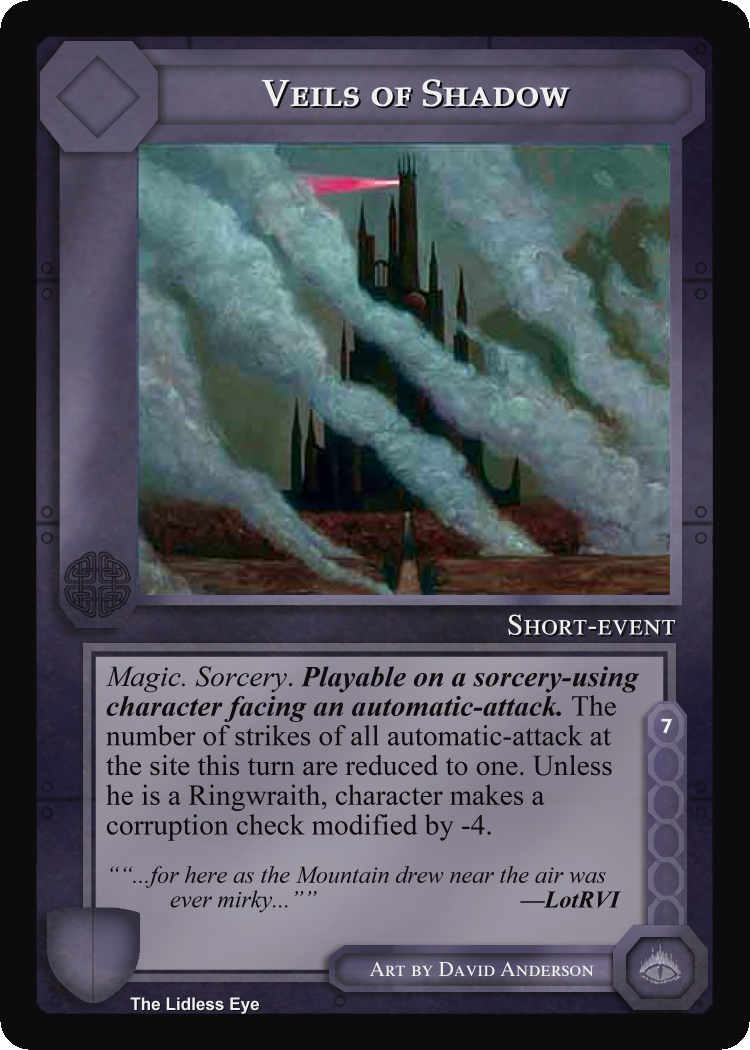 Veils of Shadow
Short-event
Magic. Sorcery. Playable on a sorcery-using
character facing an automatic-attack. The
number of strikes of all automatic-attack at
the site this turn are reduced to one. Unless
he is a Ringwraith, character makes a
corruption check modified by -4.
7
““...for here as the Mountain drew near the air was
ever mirky...”” —LotRVI
Art by David Anderson
The Lidless Eye